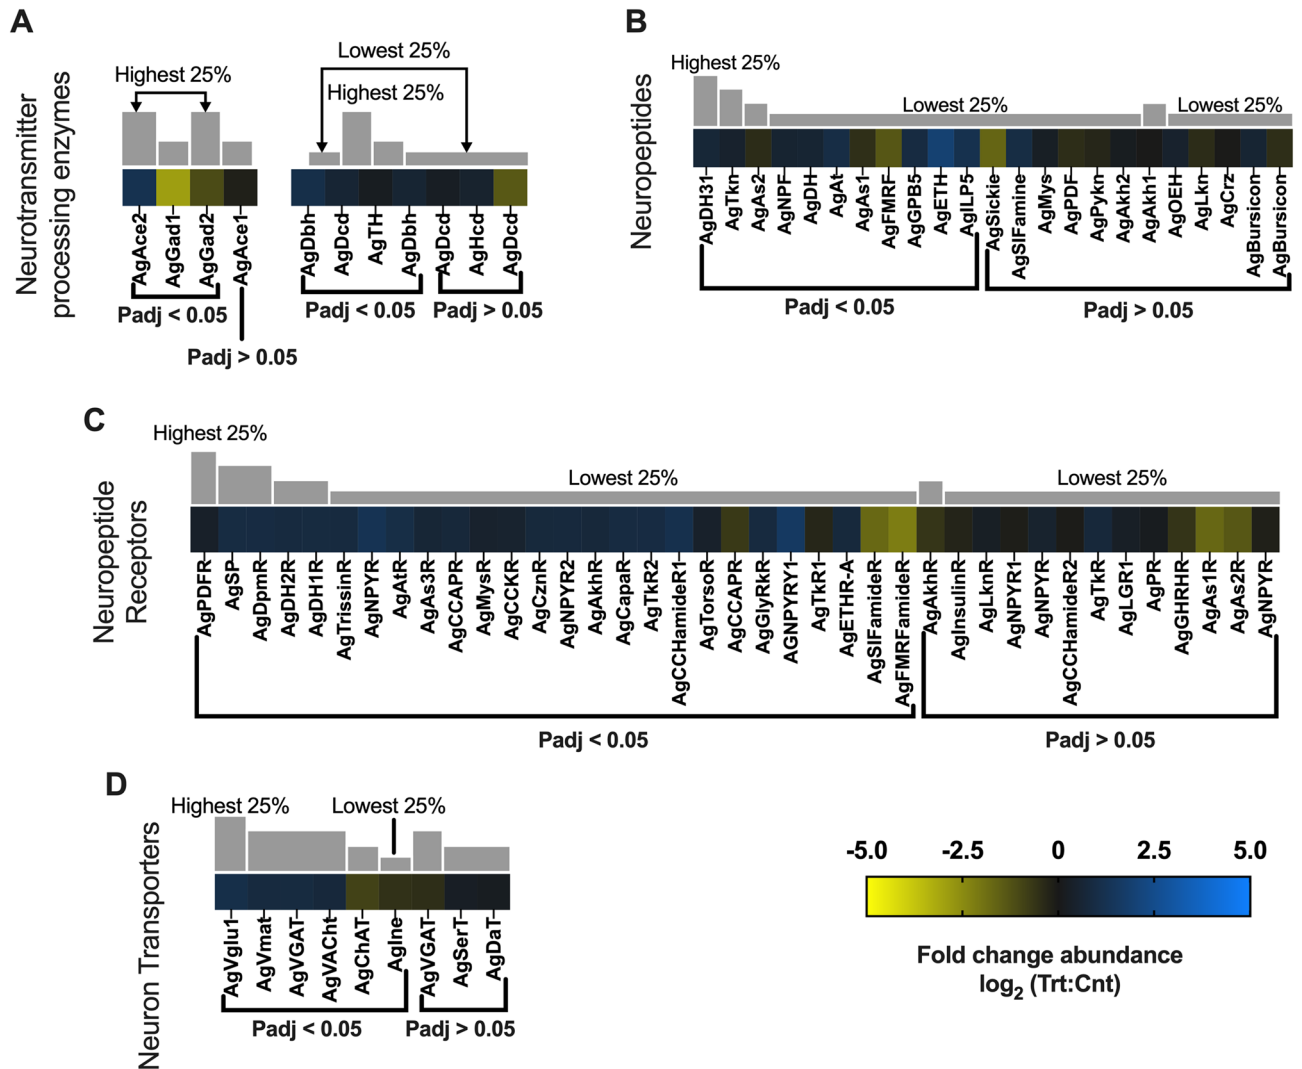 A
Neurotransmitter
processing enzymes
Highest 25%
Lowest 25%
Highest 25%
AgAce2
AgGad1
AgGad2
AgAce1
Padj < 0.05
Padj > 0.05
AgDbh
AgDcd
AgTH
AgDbh
AgDcd
AgHcd
AgDcd
Padj < 0.05
Padj > 0.05
B
Neuropeptides
Highest 25%
Lowest 25%
Lowest 25%
AgDH31
AgTkn
AgAs2
AgNPF
AgDH
AgAt
AgAs1
AgFMRF
AgGPB5
AgETH
AgILP5
AgSickie
AgSIFamine
AgMys
AgPDF
AgPykn
AgAkh2
AgAkh1
AgOEH
AgLkn
AgCrz
AgBursicon
AgBursicon
Padj < 0.05
Padj > 0.05
C
Neuropeptide
Receptors
Highest 25%
Lowest 25%
Lowest 25%
AgPDFR
AgSP
AgDpmR
AgDH2R
AgDH1R
AgTrissinR
AgNPYR
AgAtR
AgAs3R
AgCCAPR
AgMysR
AgCCKR
AgCznR
AgNPYR2
AgAkhR
AgCapaR
AgTkR2
AgCCHamideR1
AgTorsoR
AgCCAPR
AgGlyRkR
AGNPYRY1
AgTkR1
AgETHR-A
AgSIFamideR
AgFMRFamideR
AgAkhR
AgInsulinR
AgLknR
AgNPYR1
AgNPYR
AgCCHamideR2
AgTkR
AgLGR1
AgPR
AgGHRHR
AgAs1R
AgAs2R
AgNPYR
Padj < 0.05
Padj > 0.05
D
Neuron Transporters
Highest 25%
Lowest 25%
AgVglu1
AgVmat
AgVGAT
AgVACht
AgChAT
AgIne
AgVGAT
AgSerT
AgDaT
Padj < 0.05
Padj > 0.05
-5.0 -2.5 0 2.5 5.0
Fold change abundance
log2 (Trt:Cnt)